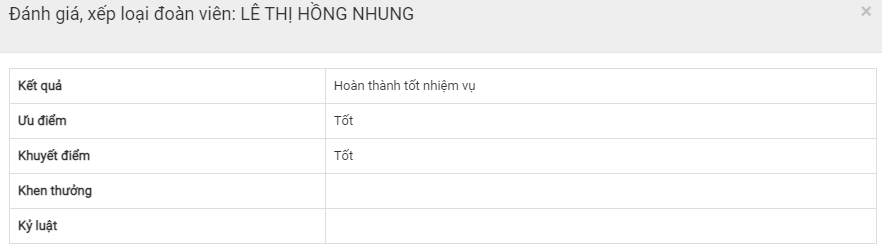 Đánh giá, xếp loại đoàn viên: LÊ THỊ HỒNG NHUNG ×
Kết quả Hoàn thành tốt nhiệm vụ
Ưu điểm Tốt
Khuyết điểm Tốt
Khen thưởng
Kỷ luật